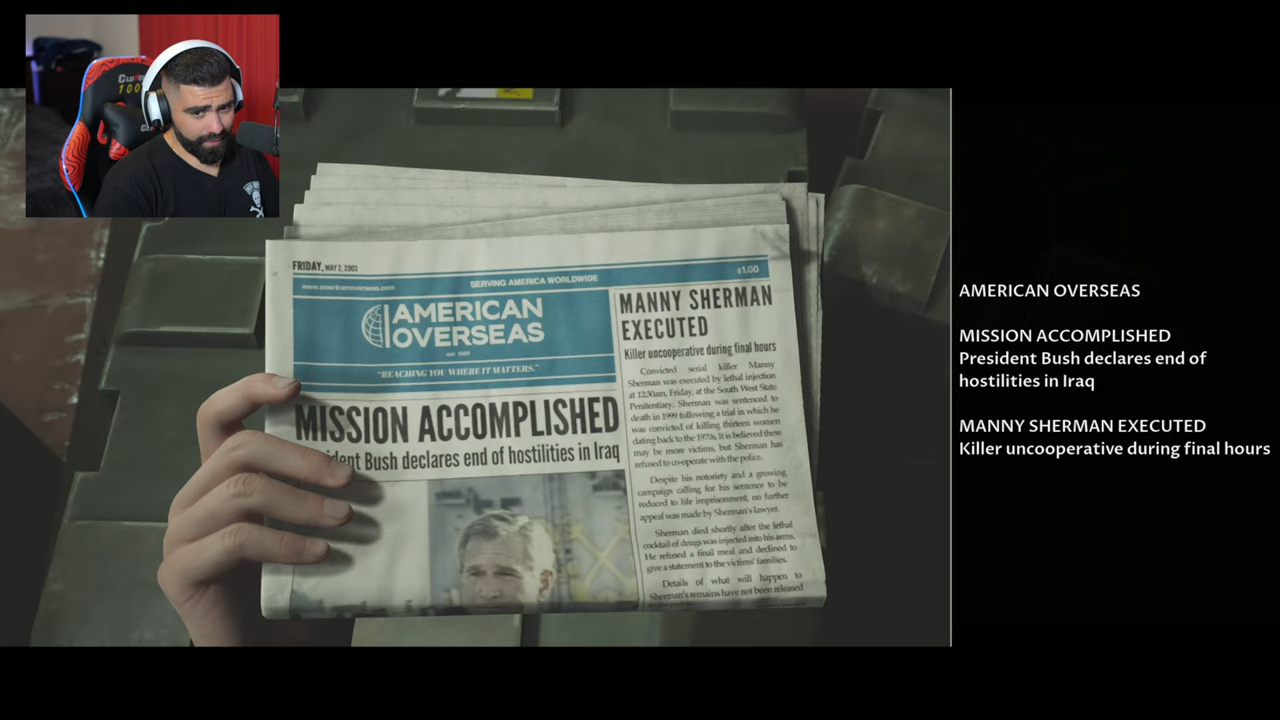 FRIDAY, MAY 2, 2003
www.americanoverseas.com
SERVING AMERICA WORLDWIDE
$1.00
AMERICAN
OVERSEAS
est 1920
"REACHING YOU WHERE IT MATTERS."
MISSION ACCOMPLISHED
ident Bush declares end of hostilities in Iraq
MANNY SHERMAN
EXECUTED
Killer uncooperative during final hours
Convicted serial killer Manny
Sherman was executed by lethal injection
at 12:30am, Friday, at the South West State
Penitentiary. Sherman was sentenced to
death in 1999 following a trial in which he
was convicted of killing thirteen women
dating back to the 1970s. It is believed there
may be more victims, but Sherman has
refused to co-operate with the police.
Despite his notoriety and a growing
campaign calling for his sentence to be
reduced to life imprisonment, no further
appeal was made by Sherman's lawyer.
Sherman died shortly after the lethal
cocktail of drugs was injected into his arms.
He refused a final meal and declined to
give a statement to the victims' families.
Details of what will happen to
Sherman's remains have not been released
AMERICAN OVERSEAS
MISSION ACCOMPLISHED
President Bush declares end of
hostilities in Iraq
MANNY SHERMAN EXECUTED
Killer uncooperative during final hours